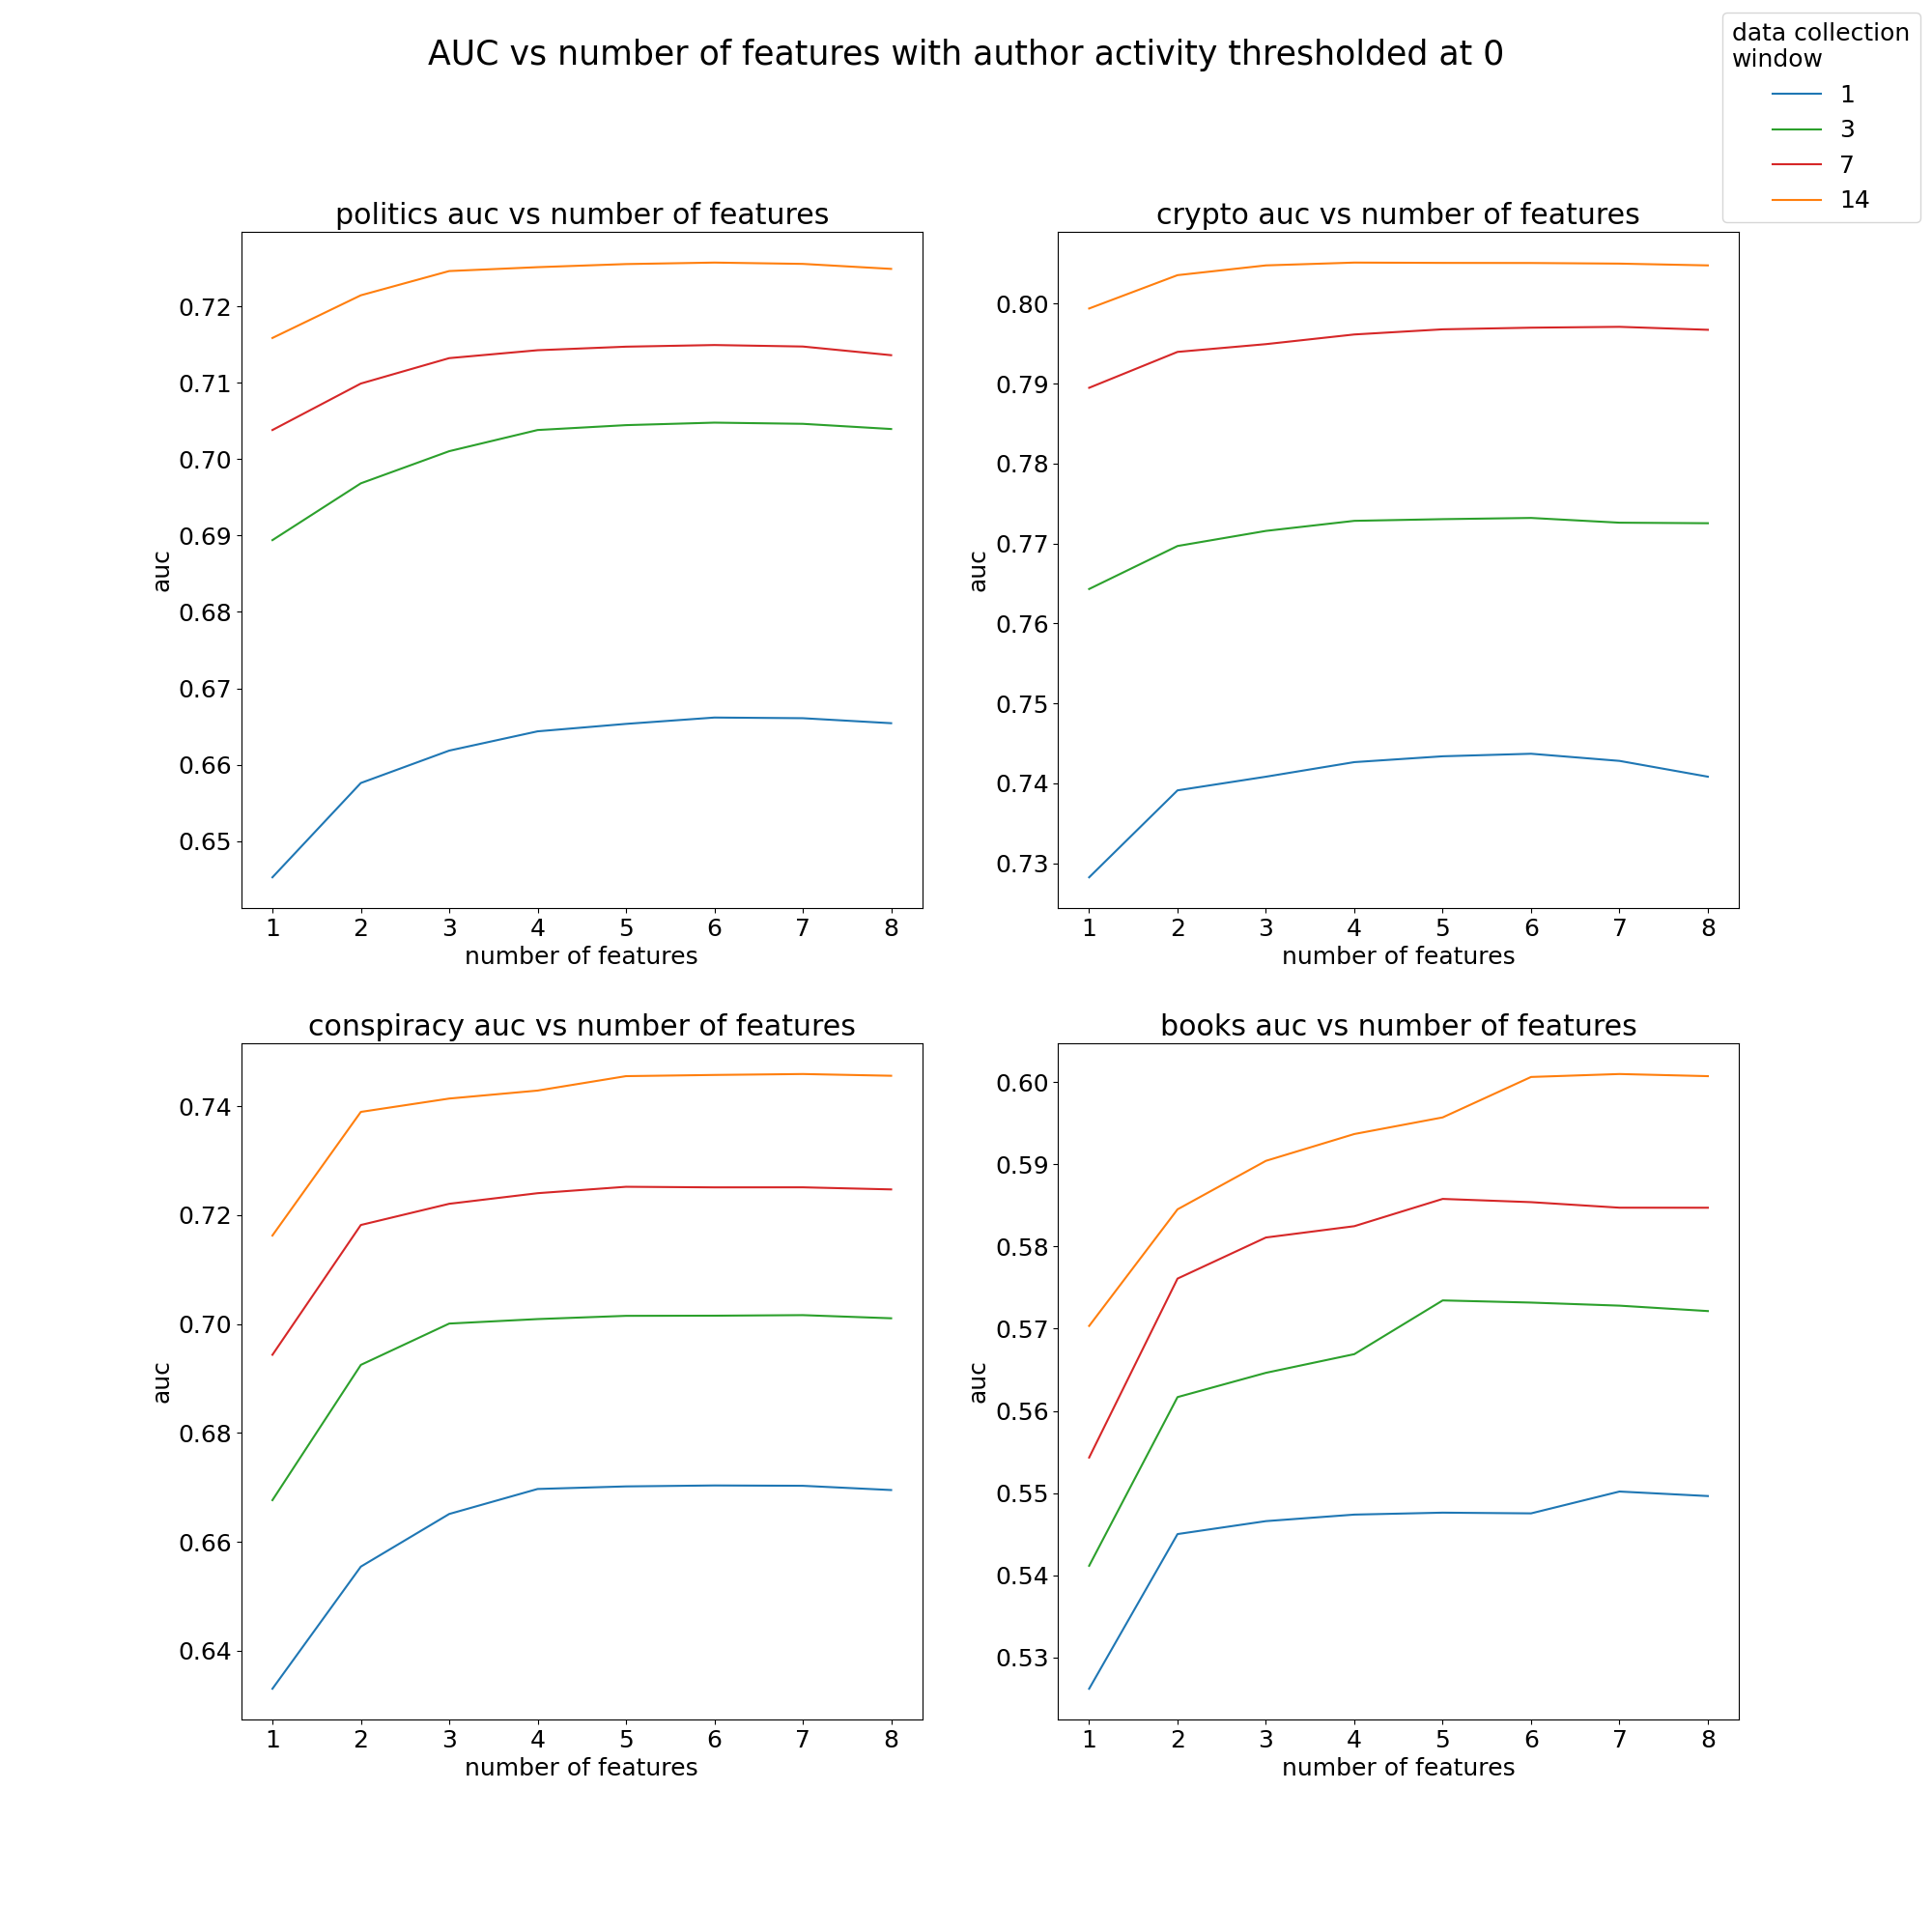 AUC vs number of features with author activity thresholded at 0
data collection
window
1
3
7
14
politics auc vs number of features
0.72
0.71
0.70
0.69
0.68
0.67
0.66
0.65
auc
1 2 3 4 5 6 7 8
number of features
crypto auc vs number of features
0.80
0.79
0.78
0.77
0.76
0.75
0.74
0.73
auc
1 2 3 4 5 6 7 8
number of features
conspiracy auc vs number of features
0.74
0.72
0.70
0.68
0.66
0.64
auc
1 2 3 4 5 6 7 8
number of features
books auc vs number of features
0.60
0.59
0.58
0.57
0.56
0.55
0.54
0.53
auc
1 2 3 4 5 6 7 8
number of features